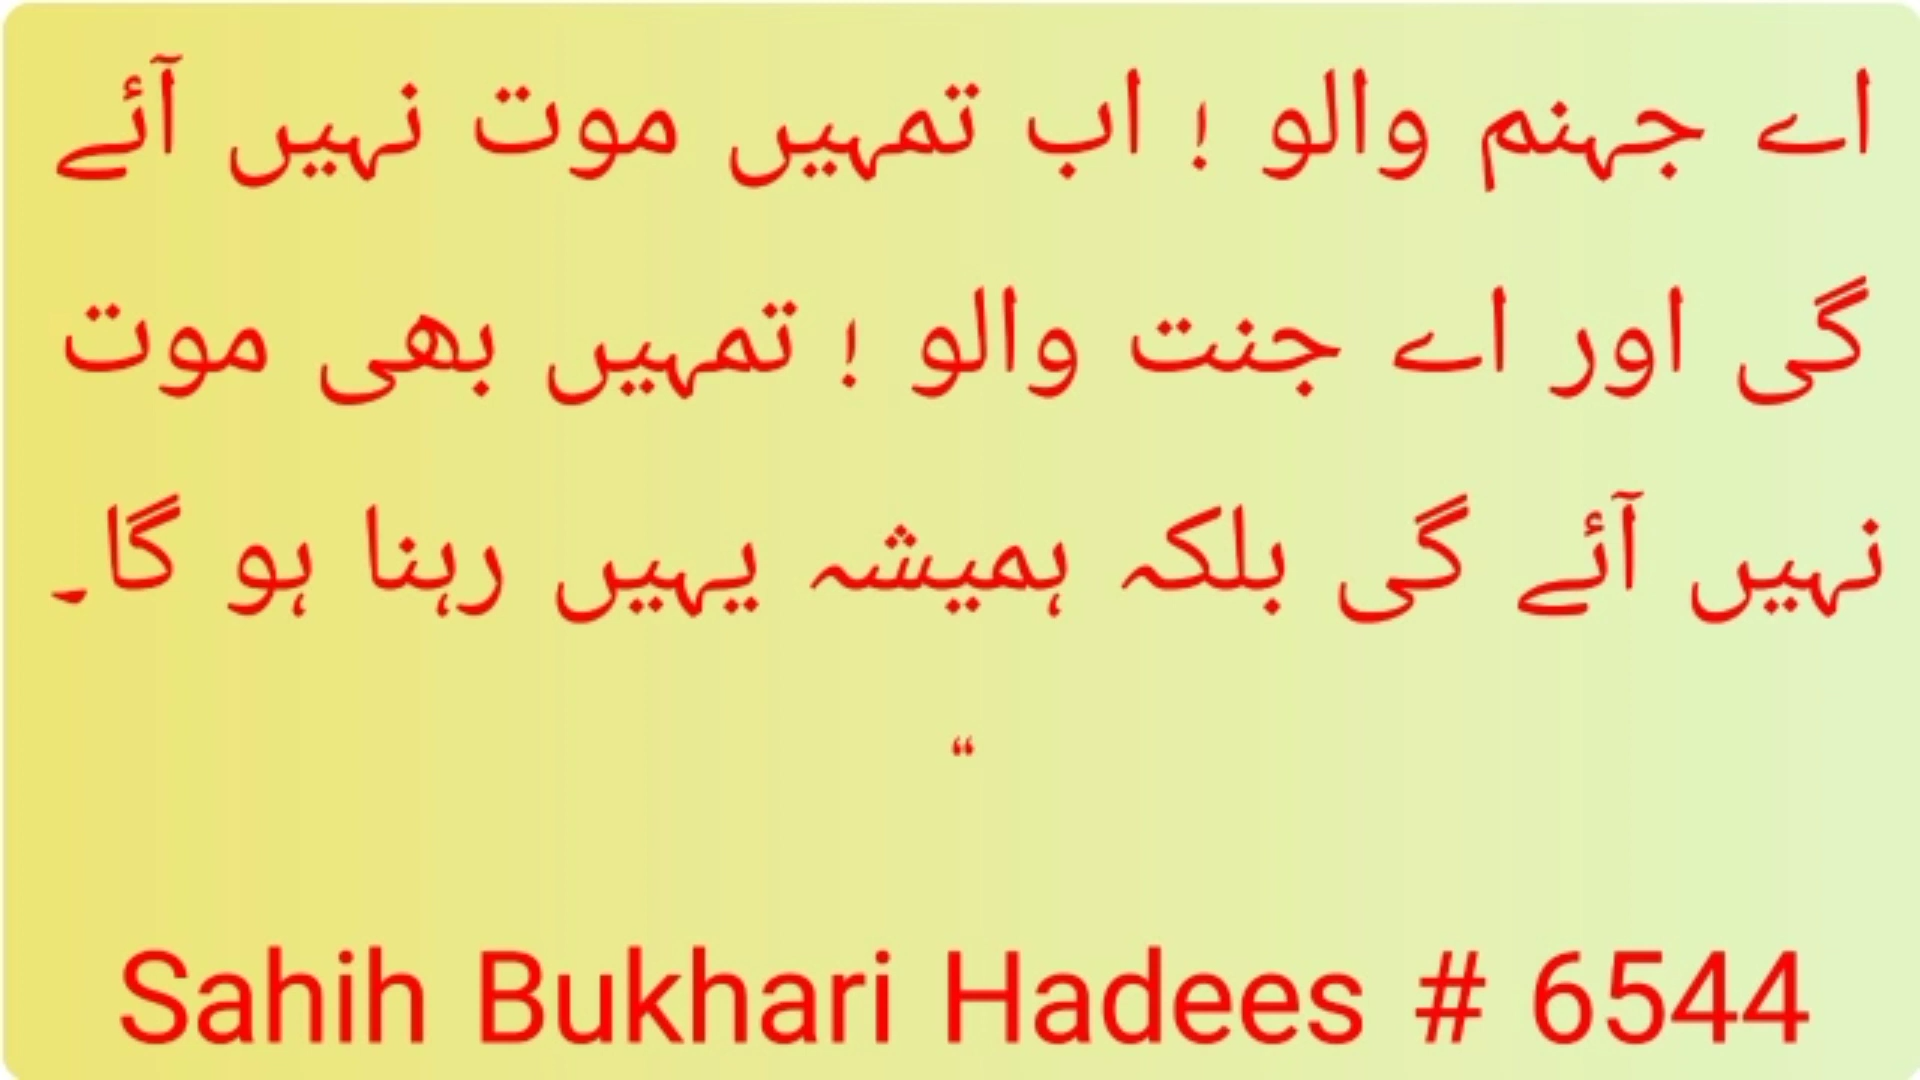 اے جہنم والو ! اب تمہیں موت نہیں آئے
گی اور اے جنت والو ! تمہیں بھی موت
نہیں آئے گی بلکہ ہمیشہ یہیں رہنا ہو گا۔
“
Sahih Bukhari Hadees # 6544